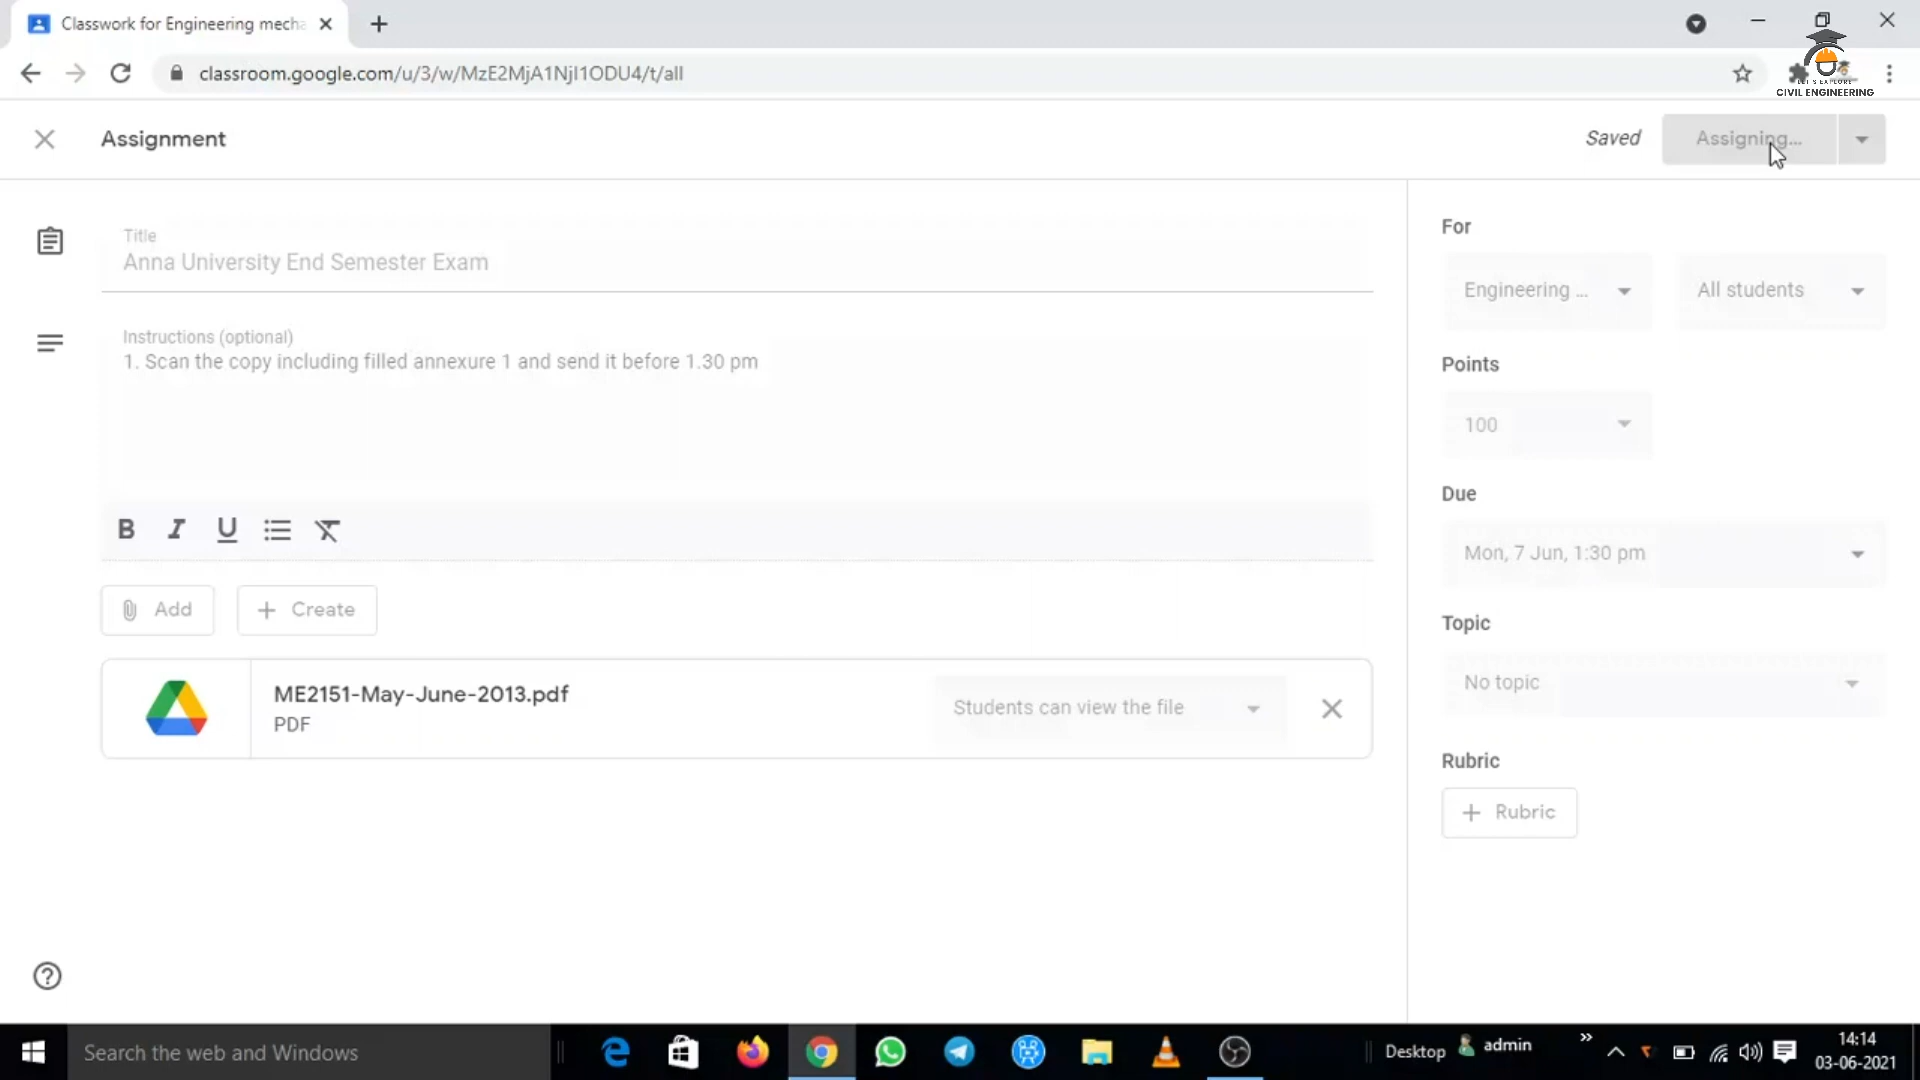 Classwork for Engineering mecha
classroom.google.com/u/3/w/MzE2MjA1NjI1ODU4/t/all
LET'S EXPLORE
CIVIL ENGINEERING
Assignment
Saved
Assigning...
Title
Anna University End Semester Exam
Instructions (optional)
1. Scan the copy including filled annexure 1 and send it before 1.30 pm
B I U
Add
Create
ME2151-May-June-2013.pdf
PDF
Students can view the file
For
Engineering ...
All students
Points
100
Due
Mon, 7 Jun, 1:30 pm
Topic
No topic
Rubric
Rubric
Search the web and Windows
Desktop
admin
14:14
03-06-2021